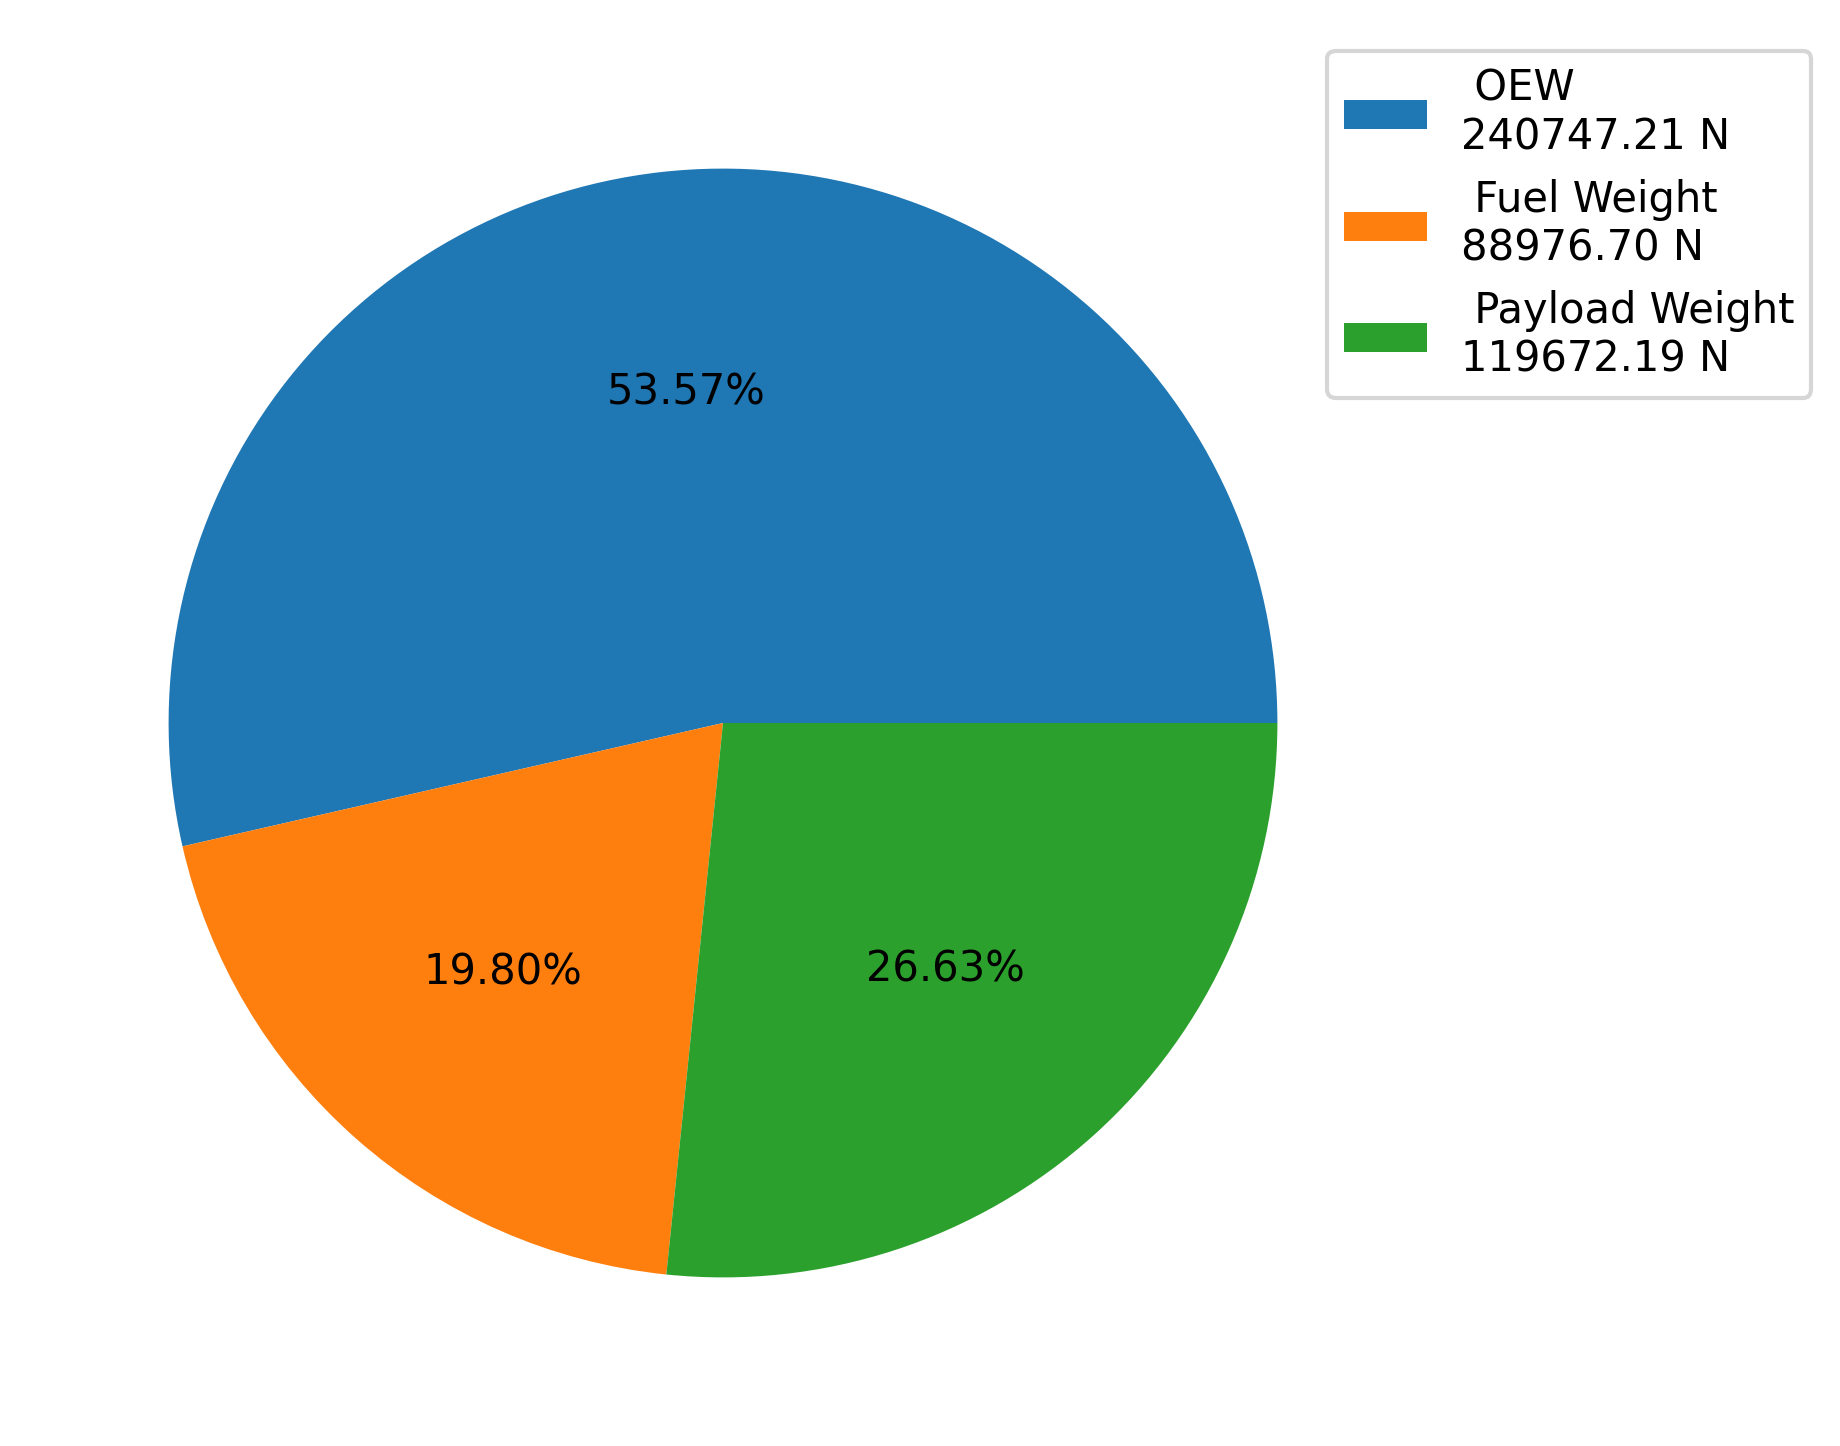 OEW
240747.21 N
Fuel Weight
88976.70 N
Payload Weight
119672.19 N
53.57%
19.80%
26.63%